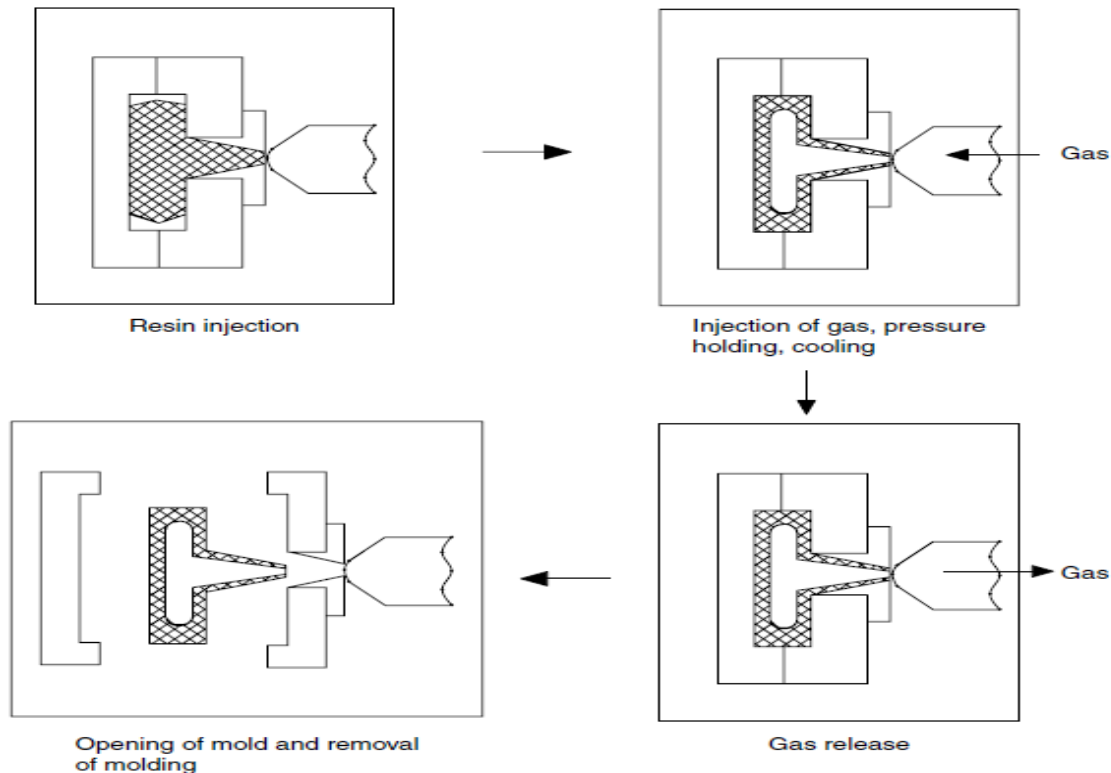 Resin injection
Gas
Injection of gas, pressure
holding, cooling
Gas
Gas release
Opening of mold and removal
of molding